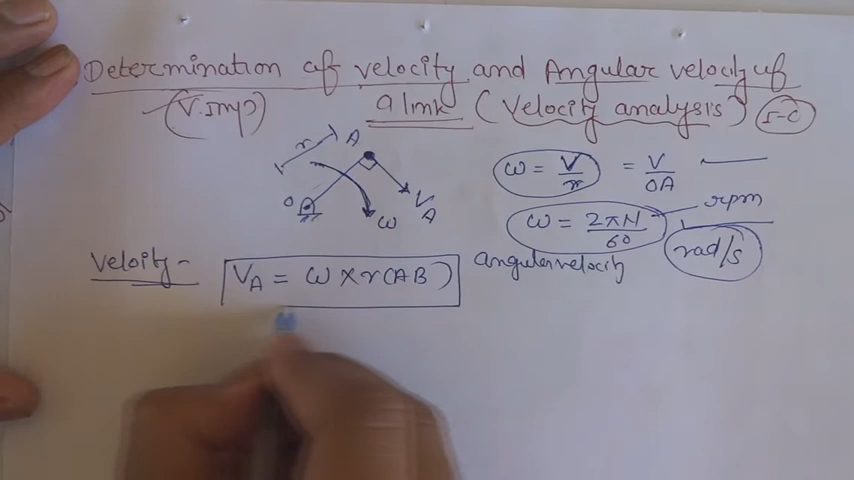 Determination of velocity and Angular velocity of
(V.Imp) a link (Velocity analysis) I-C
r A
O ω VA
ω = V/r = V/OA
ω = 2πN/60 rpm
rad/s
Velocity - VA = ω × r (AB) angular velocity